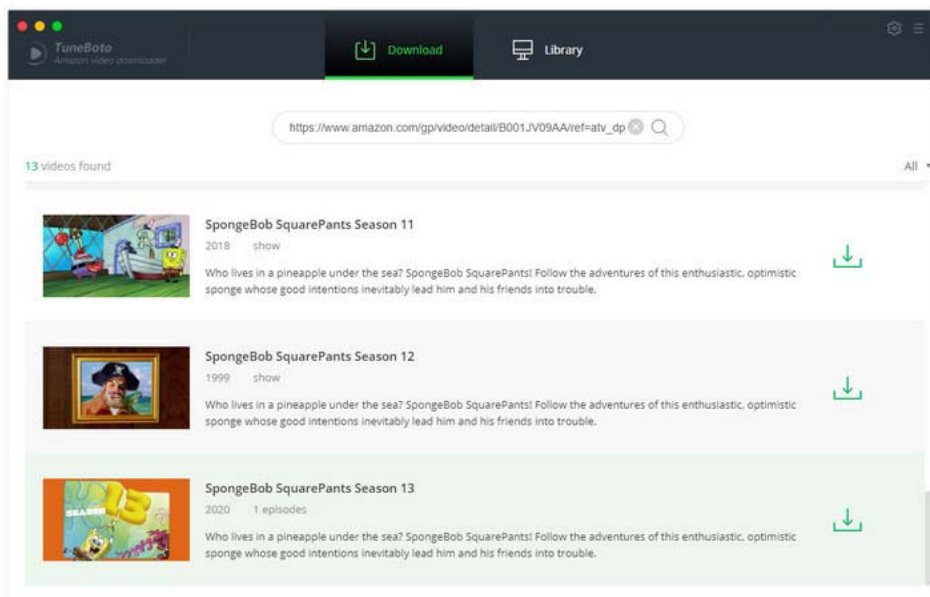 TuneBoto
Amazon video downloader
Download
Library
https://www.amazon.com/gp/video/detail/B001JV09AA/ref=atv_dp
13 videos found
All
SpongeBob SquarePants Season 11
2018 show
Who lives in a pineapple under the sea? SpongeBob SquarePants! Follow the adventures of this enthusiastic, optimistic
sponge whose good intentions inevitably lead him and his friends into trouble.
SpongeBob SquarePants Season 12
1999 show
Who lives in a pineapple under the sea? SpongeBob SquarePants! Follow the adventures of this enthusiastic, optimistic
sponge whose good intentions inevitably lead him and his friends into trouble.
SEASON
13
SpongeBob SquarePants Season 13
2020 1 episodes
Who lives in a pineapple under the sea? SpongeBob SquarePants! Follow the adventures of this enthusiastic, optimistic
sponge whose good intentions inevitably lead him and his friends into trouble.